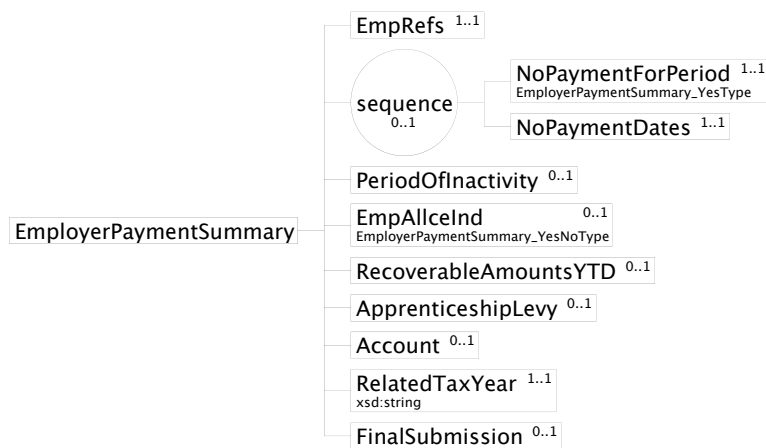 EmpRefs 1..1
sequence
0..1
NoPaymentForPeriod 1..1
EmployerPaymentSummary_YesType
NoPaymentDates 1..1
PeriodOfInactivity 0..1
EmployerPaymentSummary
EmpAllceInd 0..1
EmployerPaymentSummary_YesNoType
RecoverableAmountsYTD 0..1
ApprenticeshipLevy 0..1
Account 0..1
RelatedTaxYear 1..1
xsd:string
FinalSubmission 0..1